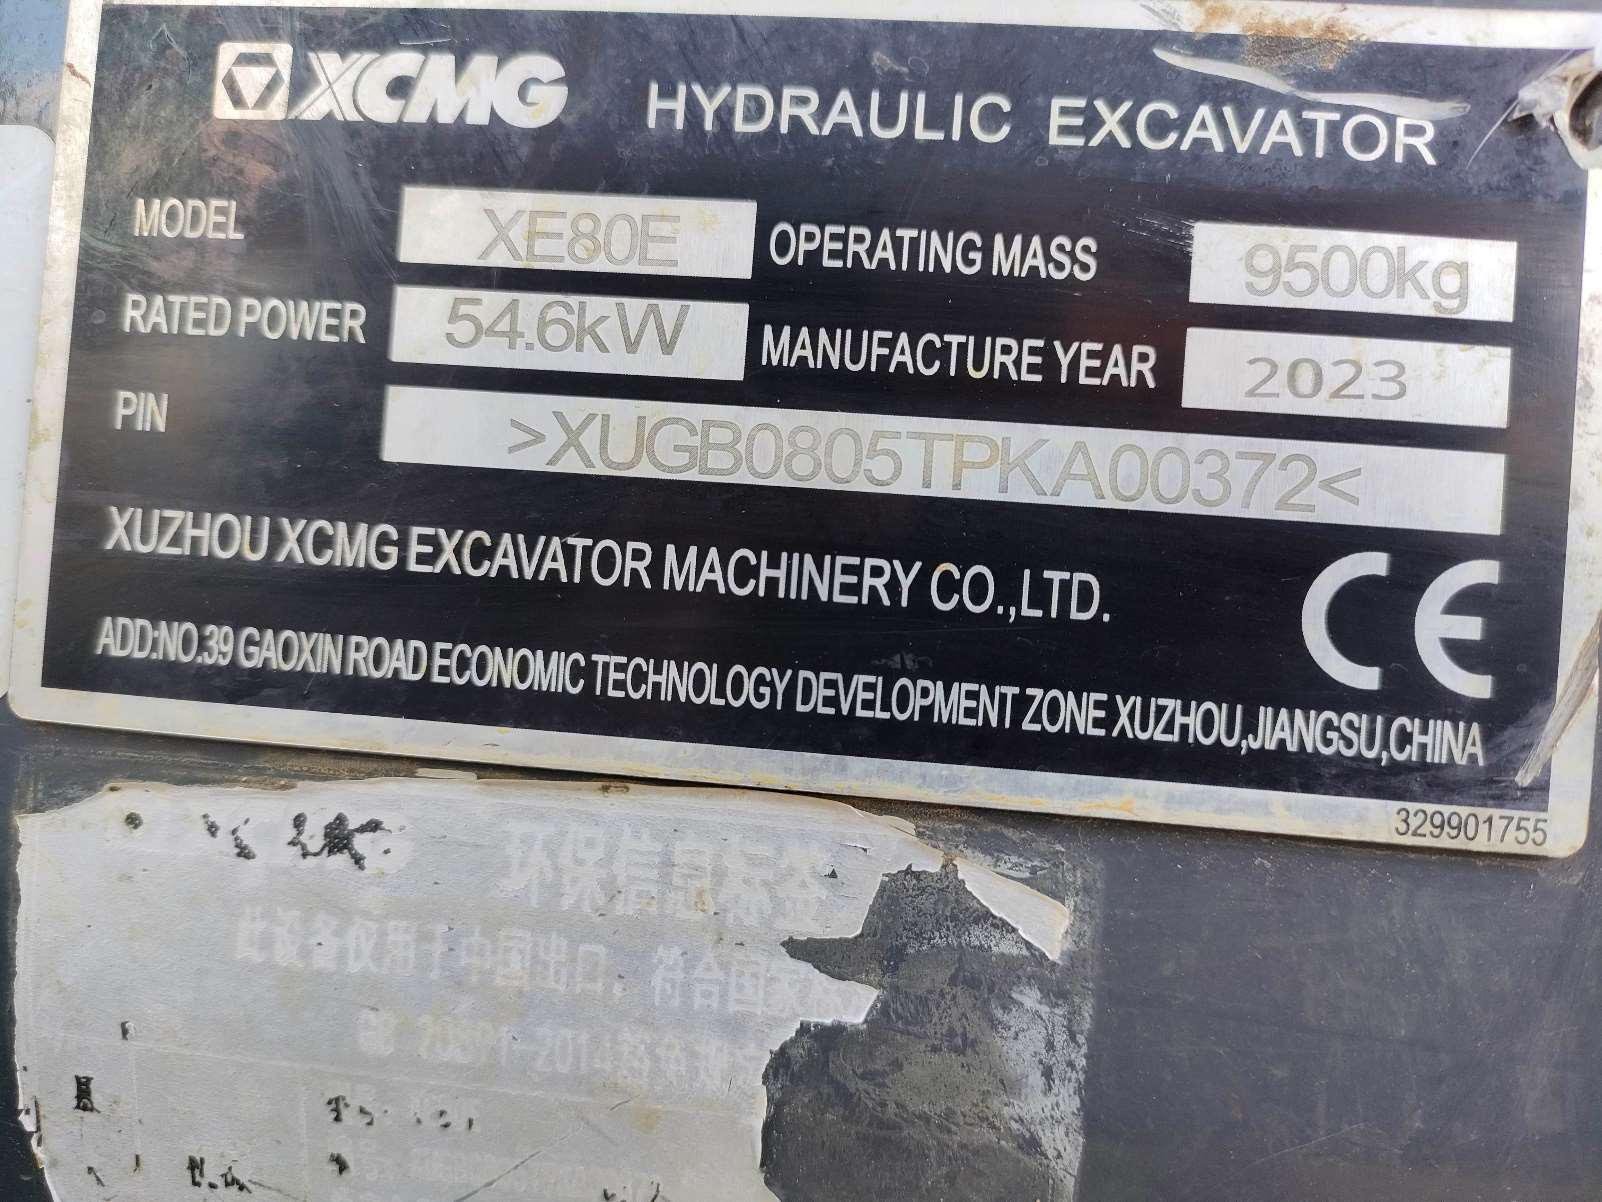 XCMG HYDRAULIC EXCAVATOR
MODEL XE80E OPERATING MASS 9500kg
RATED POWER 54.6kW MANUFACTURE YEAR 2023
PIN >XUGB0805TPKA00372<
XUZHOU XCMG EXCAVATOR MACHINERY CO.,LTD. CE
ADD:NO.39 GAOXIN ROAD ECONOMIC TECHNOLOGY DEVELOPMENT ZONE XUZHOU,JIANGSU,CHINA
329901755
环保信息标签
此设备仅用于中国出口，符合国家